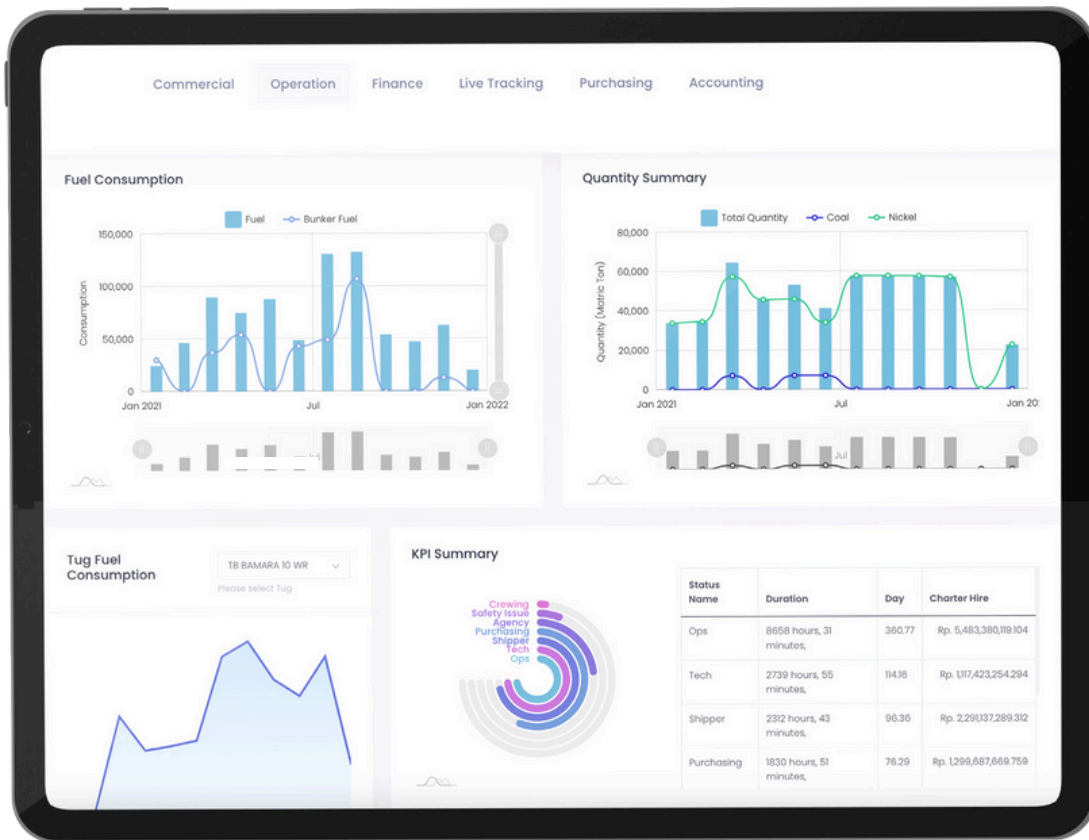 Commercial Operation Finance Live Tracking Purchasing Accounting
Fuel Consumption
Fuel Bunker Fuel
150,000
100,000
50,000
0
Consumption
Jan 2021 Jul Jan 2022
Quantity Summary
Total Quantity Coal Nickel
80,000
60,000
40,000
20,000
0
Quantity (Matric Ton)
Jan 2021 Jul Jan 20
Jul
Tug Fuel
Consumption
TB BAMARA 10 WR
Please select Tug
KPI Summary
Crewing
Safety Issue
Agency
Purchasing
Shipper
Tech
Ops
Status
Name Duration Day Charter Hire
Ops 8658 hours, 31
minutes, 360.77 Rp. 5,483,380,119.104
Tech 2739 hours, 55
minutes, 114.16 Rp. 1,117,423,254.294
Shipper 2312 hours, 43
minutes, 96.36 Rp. 2,291,137,289.312
Purchasing 1830 hours, 51
minutes, 76.29 Rp. 1,299,687,669.759